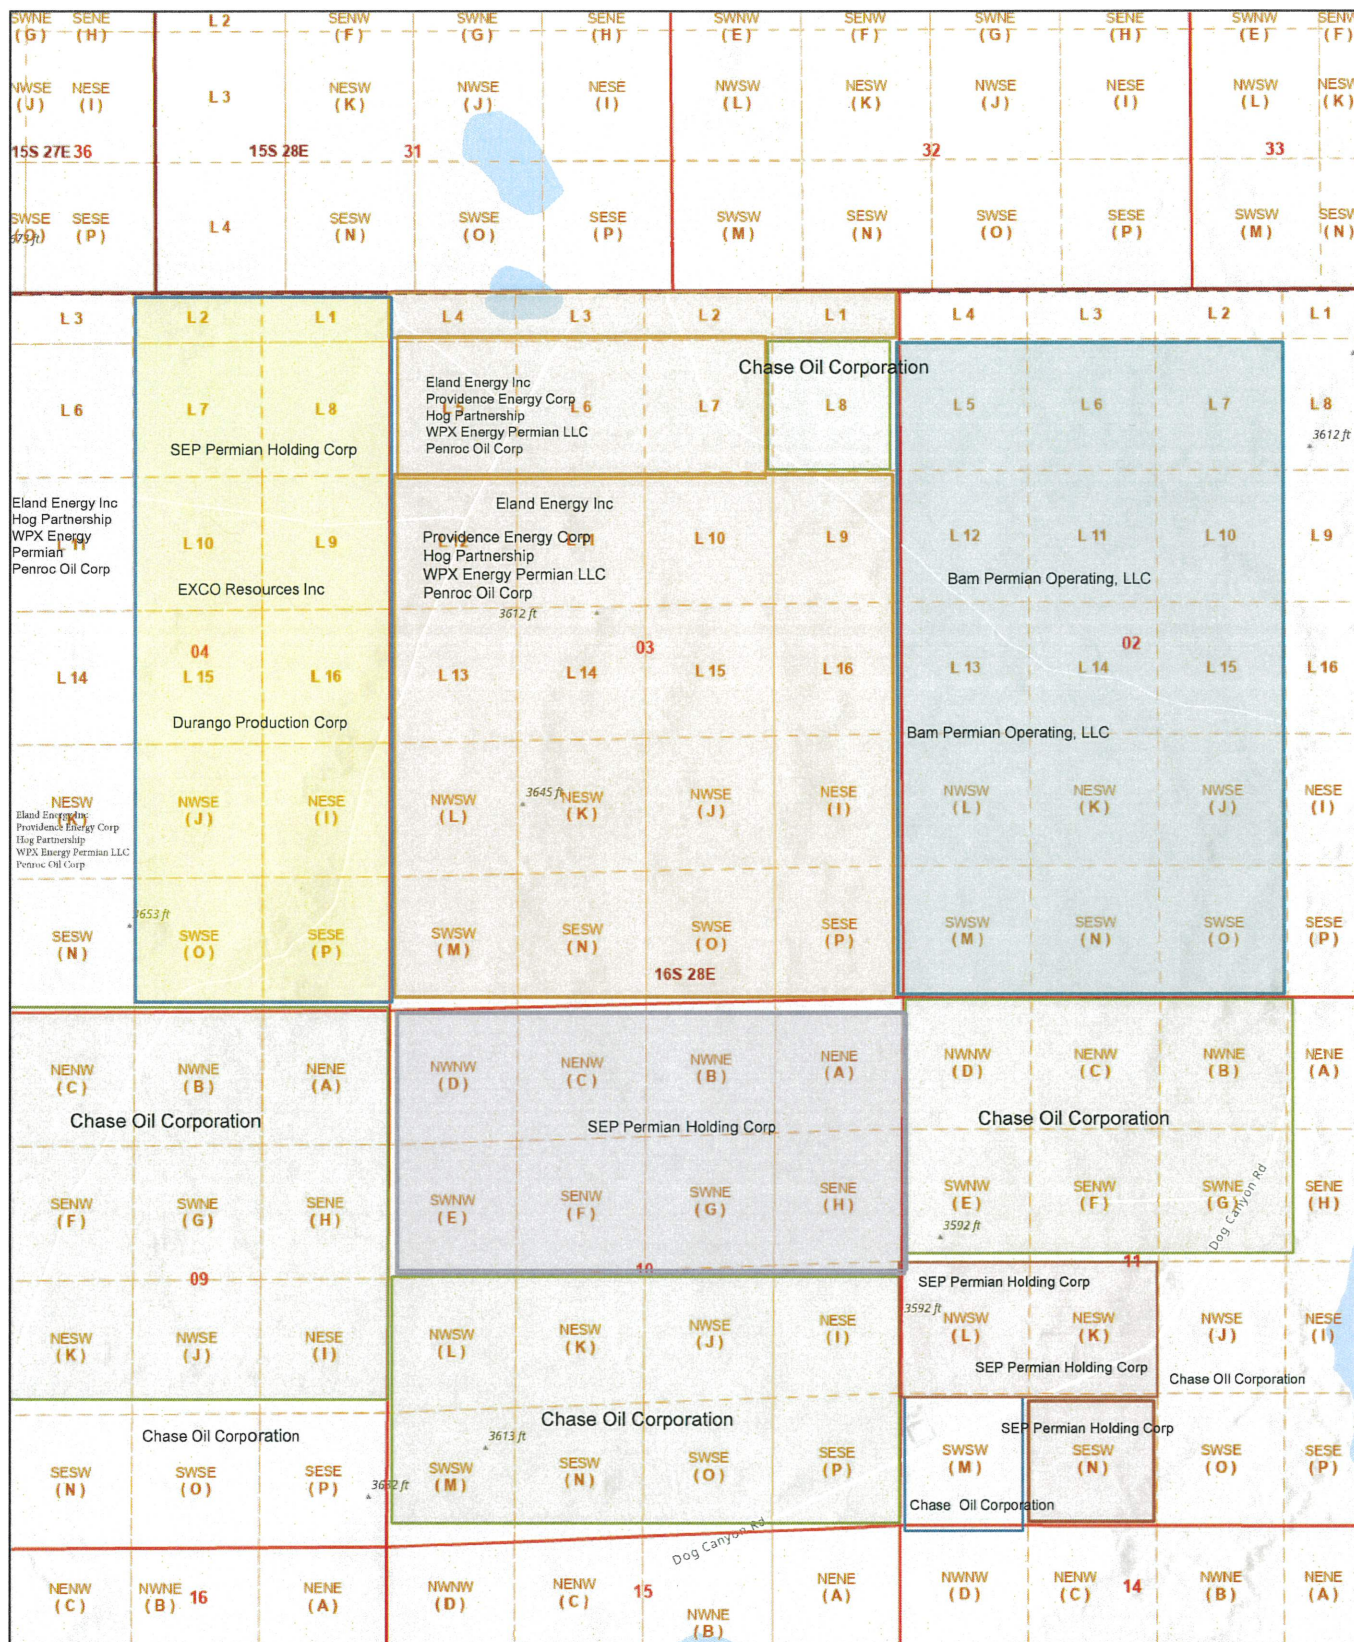 SWNE SENE L 2 SENW SWNE SENE SWNW SENW SWNE SENE SWNW SENW
(G) (H) (F) (G) (H) (E) (F) (G) (H) (E) (F)
NWSE NESE L 3 NESW NWSE NESE NWSW NESW NWSE NESE NWSW NESW
(J) (I) (K) (J) (I) (L) (K) (J) (I) (L) (K)
15S 27E 36 15S 28E 31 32 33
SWSE SESE L 4 SESW SWSE SESE SWSW SESW SWSE SESE SWSW SESW
(O) (P) (N) (O) (P) (M) (N) (O) (P) (M) (N)
L 3 L 2 L 1 L 4 L 3 L 2 L 1 L 4 L 3 L 2 L 1
Chase Oil Corporation
Eland Energy Inc
Providence Energy Corp
L 6 L 7 L 8 L 5 L 6 L 7 L 8 L 5 L 6 L 7 L 8
Hog Partnership
WPX Energy Permian LLC
Penroc Oil Corp
3612 ft
SEP Permian Holding Corp
Eland Energy Inc
Hog Partnership
WPX Energy
Permian
Penroc Oil Corp
Eland Energy Inc
L 11 L 10 L 9 L 12 L 11 L 10 L 9 L 12 L 11 L 10 L 9
Providence Energy Corp
Hog Partnership
WPX Energy Permian LLC
Penroc Oil Corp
EXCO Resources Inc
Bam Permian Operating, LLC
3612 ft
04 03 02
L 14 L 15 L 16 L 13 L 14 L 15 L 16 L 13 L 14 L 15 L 16
Durango Production Corp
Bam Permian Operating, LLC
3645 ft
NESW NWSE NESE NWSW NESW NWSE NESE NWSW NESW NWSE NESE
(K) (J) (I) (L) (K) (J) (I) (L) (K) (J) (I)
Eland Energy Inc
Providence Energy Corp
Hog Partnership
WPX Energy Permian LLC
Penroc Oil Corp
3653 ft
SESW SWSE SESE SWSW SESW SWSE SESE SWSW SESW SWSE SESE
(N) (O) (P) (M) (N) (O) (P) (M) (N) (O) (P)
16S 28E
NENW NWNE NENE NWNW NENW NWNE NENE NWNW NENW NWNE NENE
(C) (B) (A) (D) (C) (B) (A) (D) (C) (B) (A)
Chase Oil Corporation SEP Permian Holding Corp Chase Oil Corporation
SENW SWNE SENE SWNW SENW SWNE SENE SWNW SENW SWNE SENE
(F) (G) (H) (E) (F) (G) (H) (E) (F) (G) (H)
Dog Canyon Rd
3592 ft
09 10 11
SEP Permian Holding Corp
3592 ft
NESW NWSE NESE NWSW NESW NWSE NESE NWSW NESW NWSE NESE
(K) (J) (I) (L) (K) (J) (I) (L) (K) (J) (I)
SEP Permian Holding Corp
Chase OIl Corporation
Chase Oil Corporation Chase Oil Corporation SEP Permian Holding Corp
3613 ft
SESW SWSE SESE SWSW SESW SWSE SESE SWSW SESW SWSE SESE
(N) (O) (P) (M) (N) (O) (P) (M) (N) (O) (P)
Chase Oil Corporation
Dog Canyon Rd
NENW NWNE 16 NENE NWNW NENW 15 NENE NWNW NENW 14 NWNE NENE
(C) (B) (A) (D) (C) (A) (D) (C) (B) (A)
NWNE
(B)